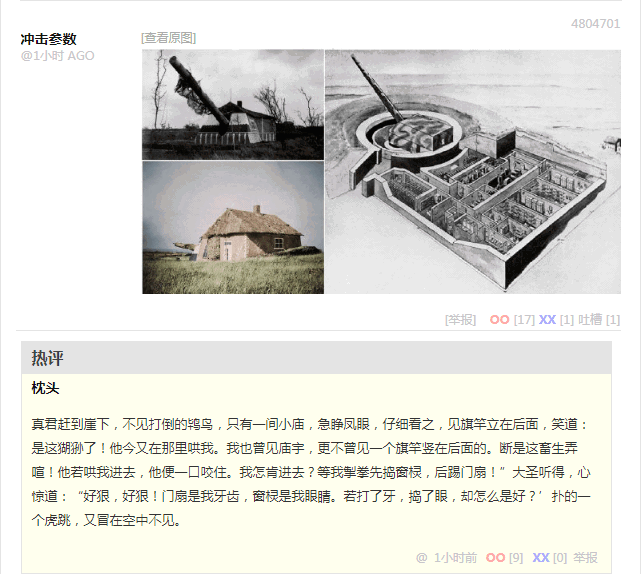 4804701
冲击参数
@1小时 AGO
[查看原图]
[举报] OO [17] XX [1] 吐槽 [1]
热评
枕头
真君赶到崖下，不见打倒的鸨鸟，只有一间小庙，急睁凤眼，仔细看之，见旗竿立在后面，笑道：
是这猢狲了！他今又在那里哄我。我也曾见庙宇，更不曾见一个旗竿竖在后面的。断是这畜生弄
喧！他若哄我进去，他便一口咬住。我怎肯进去？等我掣拳先捣窗棂，后踢门扇！”大圣听得，心
惊道：“好狠，好狠！门扇是我牙齿，窗棂是我眼睛。若打了牙，捣了眼，却怎么是好？’扑的一
个虎跳，又冒在空中不见。
@ 1小时前 OO [9] XX [0] 举报